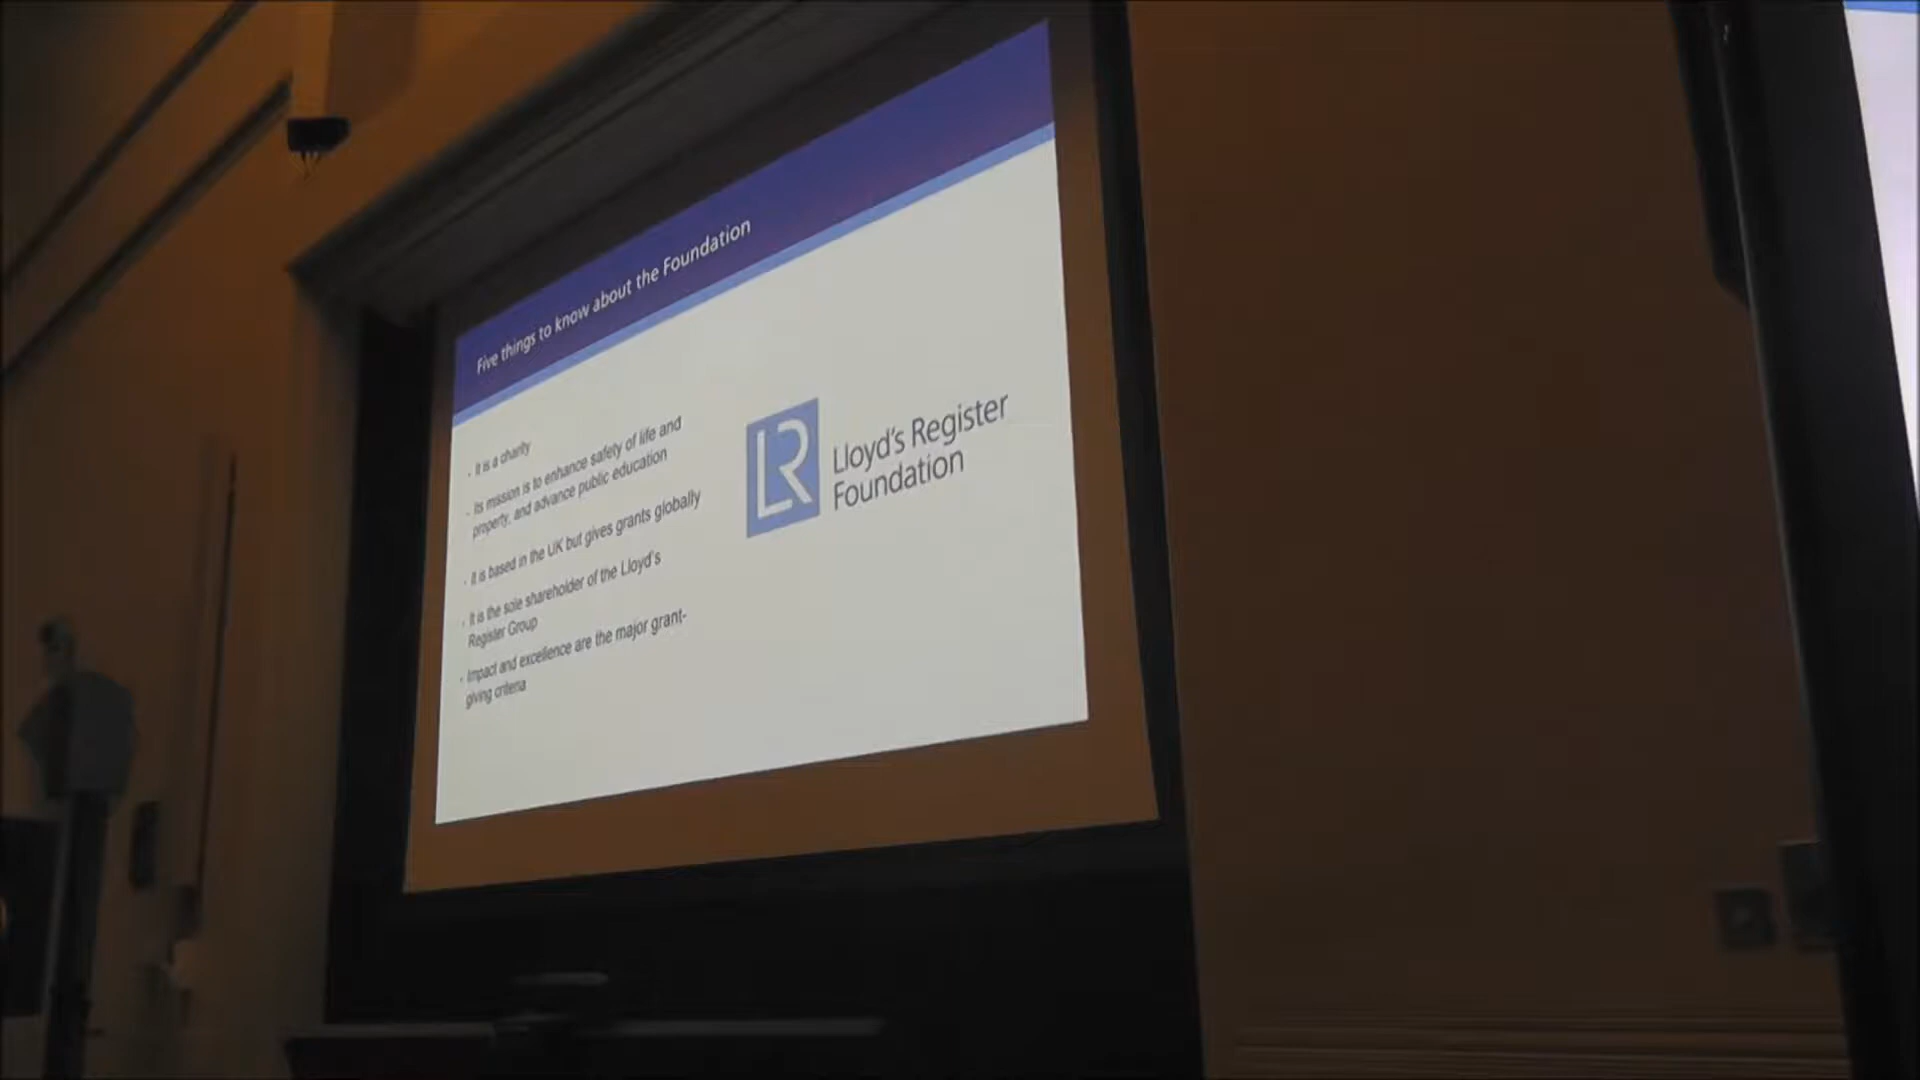 Five things to know about the Foundation
- It is a charity
- Its mission is to enhance safety of life and
property, and advance public education
- It is based in the UK but gives grants globally
- It is the sole shareholder of the Lloyd's
Register Group
- Impact and excellence are the major grant-
giving criteria
LR
Lloyd's Register
Foundation